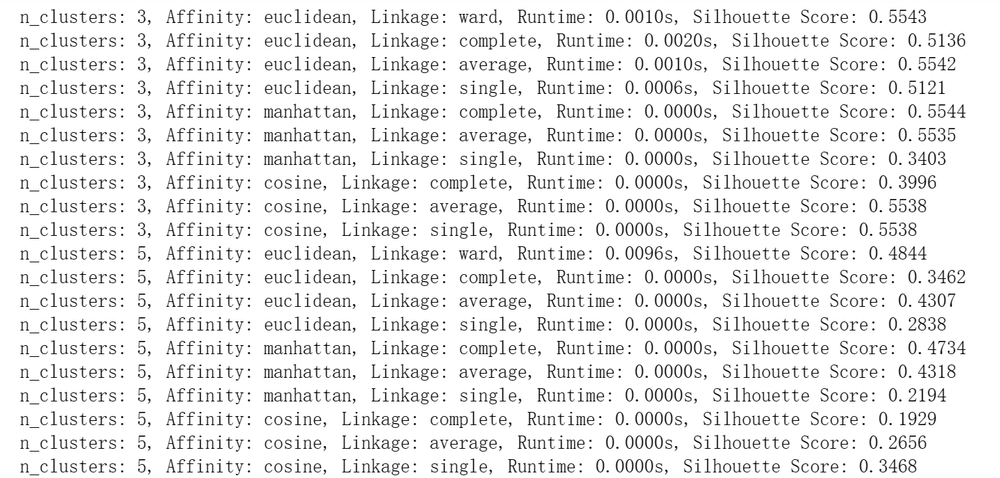 n_clusters: 3, Affinity: euclidean, Linkage: ward, Runtime: 0.0010s, Silhouette Score: 0.5543
n_clusters: 3, Affinity: euclidean, Linkage: complete, Runtime: 0.0020s, Silhouette Score: 0.5136
n_clusters: 3, Affinity: euclidean, Linkage: average, Runtime: 0.0010s, Silhouette Score: 0.5542
n_clusters: 3, Affinity: euclidean, Linkage: single, Runtime: 0.0006s, Silhouette Score: 0.5121
n_clusters: 3, Affinity: manhattan, Linkage: complete, Runtime: 0.0000s, Silhouette Score: 0.5544
n_clusters: 3, Affinity: manhattan, Linkage: average, Runtime: 0.0000s, Silhouette Score: 0.5535
n_clusters: 3, Affinity: manhattan, Linkage: single, Runtime: 0.0000s, Silhouette Score: 0.3403
n_clusters: 3, Affinity: cosine, Linkage: complete, Runtime: 0.0000s, Silhouette Score: 0.3996
n_clusters: 3, Affinity: cosine, Linkage: average, Runtime: 0.0000s, Silhouette Score: 0.5538
n_clusters: 3, Affinity: cosine, Linkage: single, Runtime: 0.0000s, Silhouette Score: 0.5538
n_clusters: 5, Affinity: euclidean, Linkage: ward, Runtime: 0.0096s, Silhouette Score: 0.4844
n_clusters: 5, Affinity: euclidean, Linkage: complete, Runtime: 0.0000s, Silhouette Score: 0.3462
n_clusters: 5, Affinity: euclidean, Linkage: average, Runtime: 0.0000s, Silhouette Score: 0.4307
n_clusters: 5, Affinity: euclidean, Linkage: single, Runtime: 0.0000s, Silhouette Score: 0.2838
n_clusters: 5, Affinity: manhattan, Linkage: complete, Runtime: 0.0000s, Silhouette Score: 0.4734
n_clusters: 5, Affinity: manhattan, Linkage: average, Runtime: 0.0000s, Silhouette Score: 0.4318
n_clusters: 5, Affinity: manhattan, Linkage: single, Runtime: 0.0000s, Silhouette Score: 0.2194
n_clusters: 5, Affinity: cosine, Linkage: complete, Runtime: 0.0000s, Silhouette Score: 0.1929
n_clusters: 5, Affinity: cosine, Linkage: average, Runtime: 0.0000s, Silhouette Score: 0.2656
n_clusters: 5, Affinity: cosine, Linkage: single, Runtime: 0.0000s, Silhouette Score: 0.3468